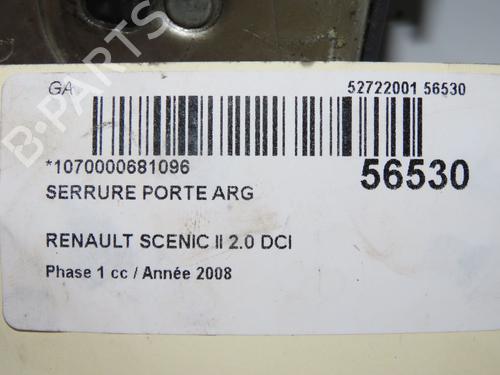 GA 52722001 56530
*1070000681096 56530
SERRURE PORTE ARG
RENAULT SCENIC II 2.0 DCI
Phase 1 cc / Année 2008
B-PARTS